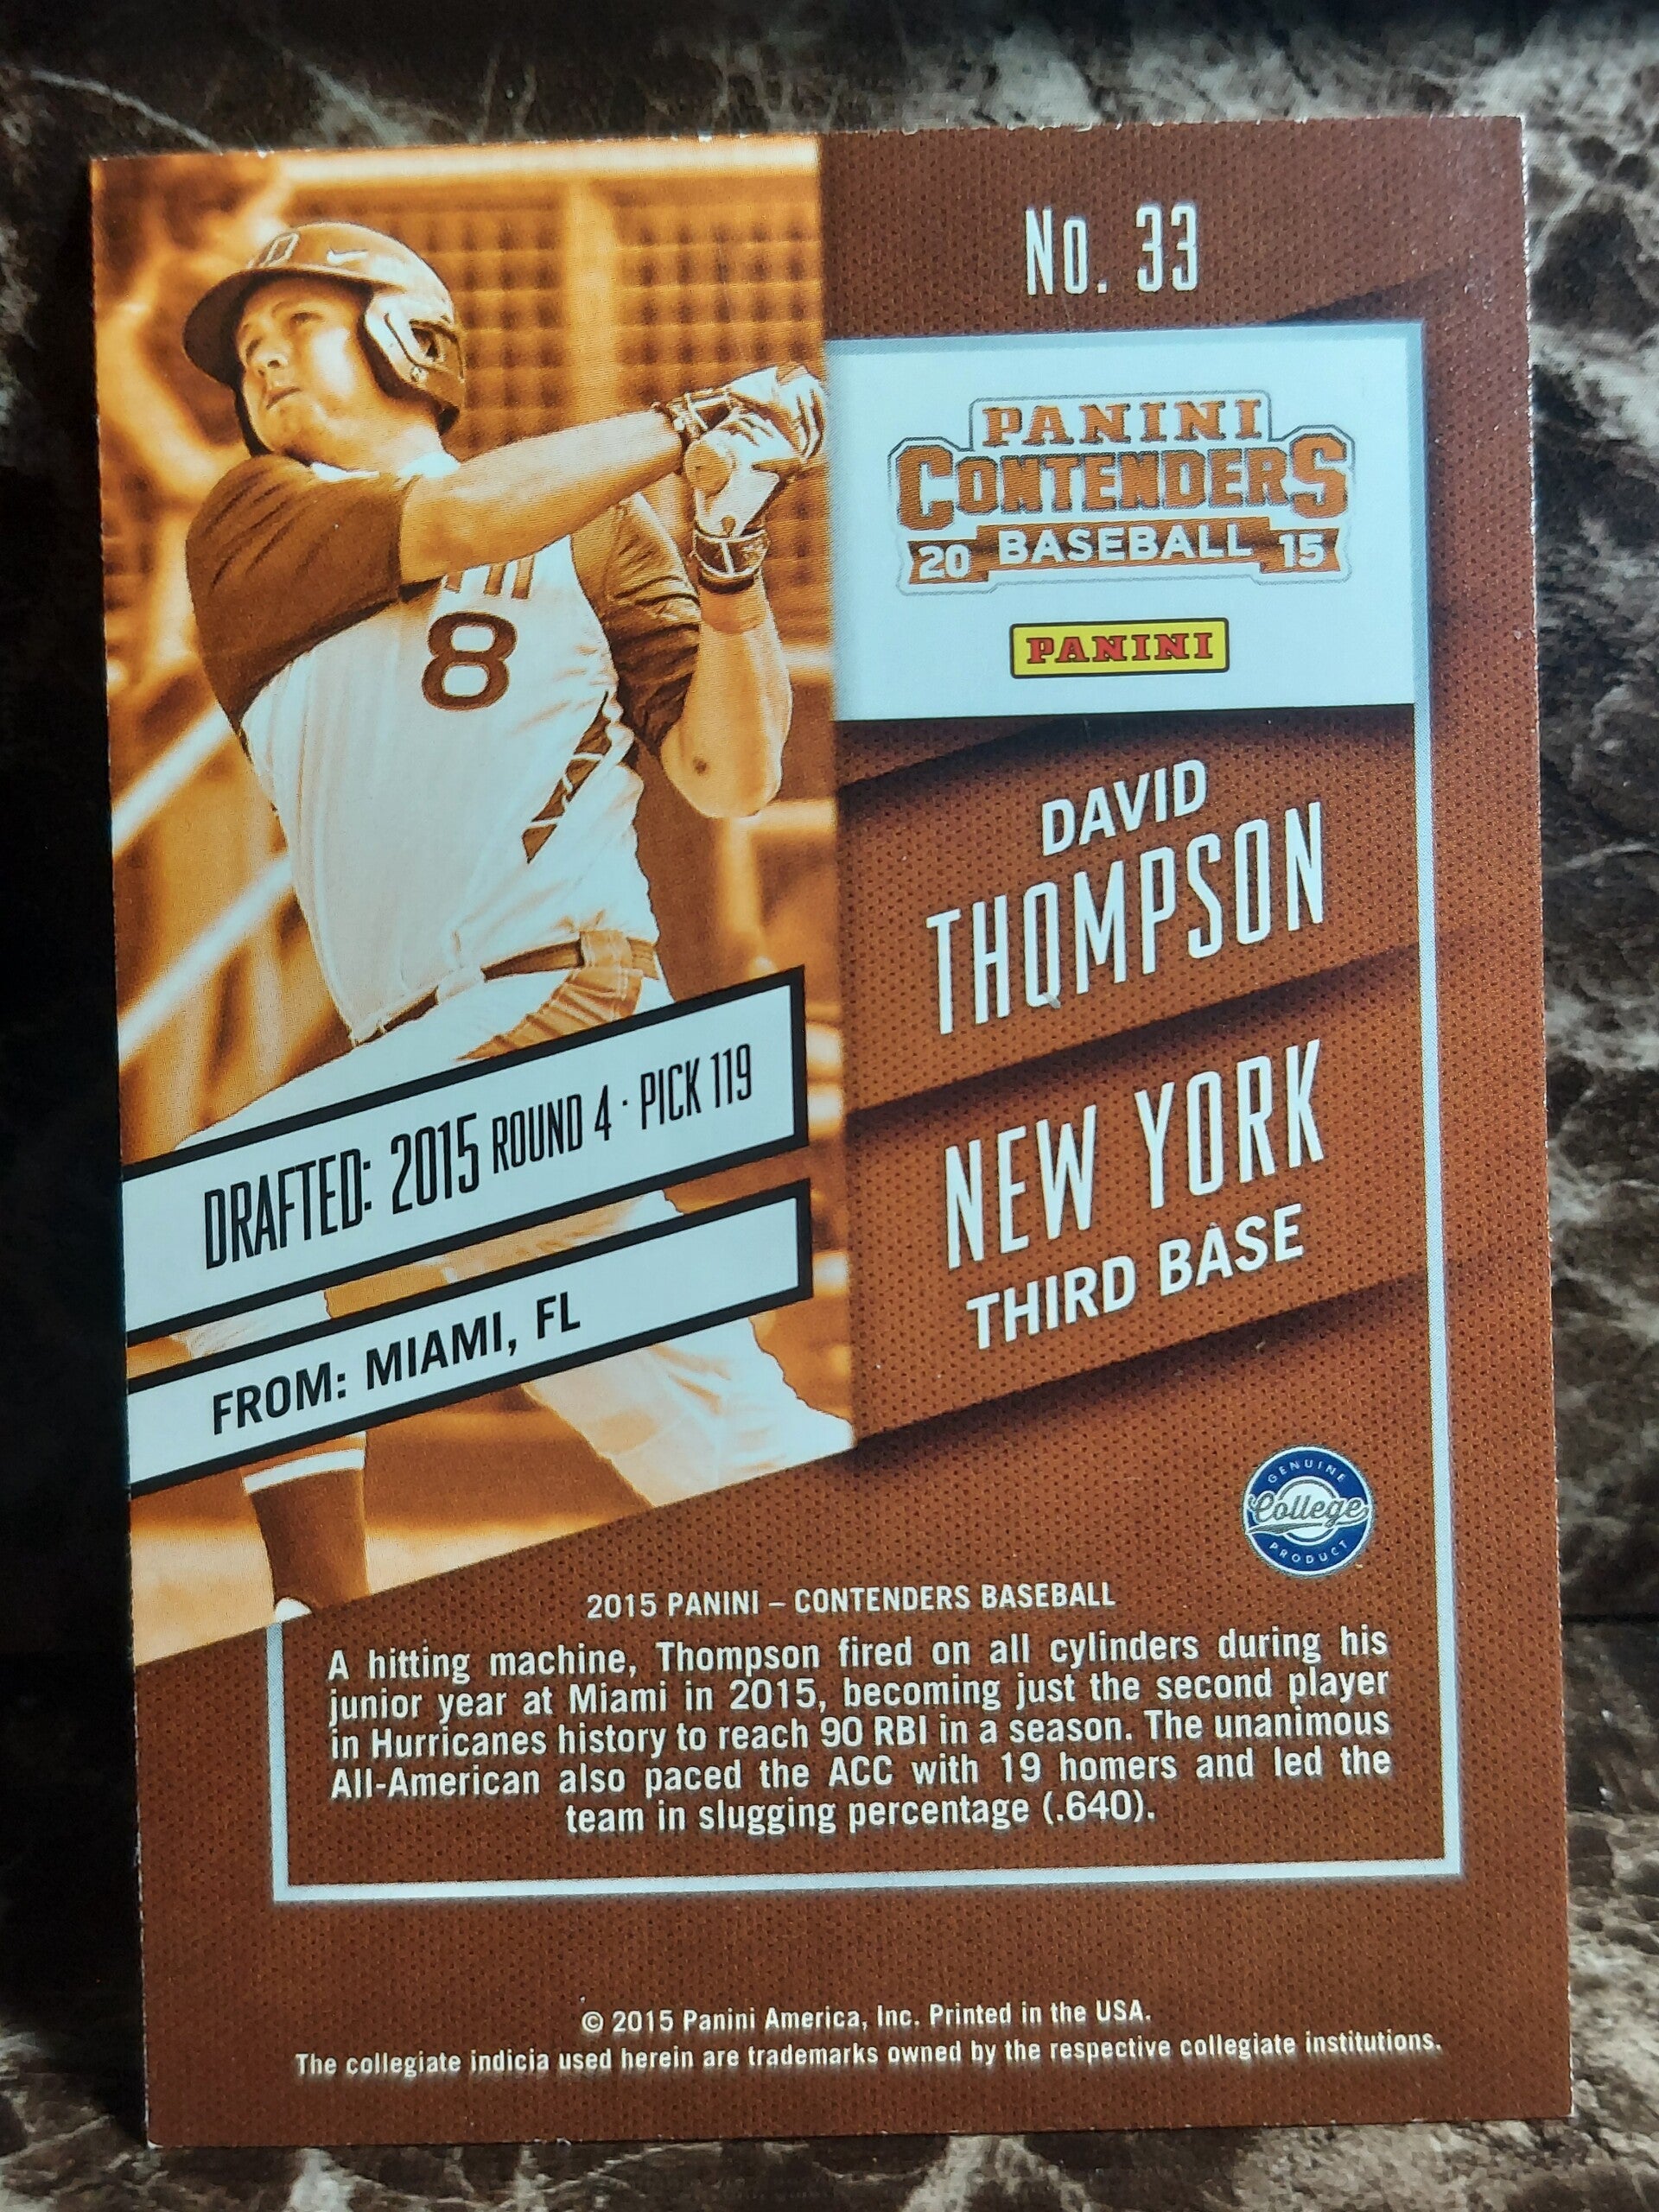 No. 33
PANINI
CONTENDERS
20 BASEBALL 15
PANINI
DAVID
THOMPSON
NEW YORK
THIRD BASE
8
DRAFTED: 2015 ROUND 4 · PICK 119
FROM: MIAMI, FL
GENUINE
College
PRODUCT
2015 PANINI – CONTENDERS BASEBALL
A hitting machine, Thompson fired on all cylinders during his
junior year at Miami in 2015, becoming just the second player
in Hurricanes history to reach 90 RBI in a season. The unanimous
All-American also paced the ACC with 19 homers and led the
team in slugging percentage (.640).
© 2015 Panini America, Inc. Printed in the USA.
The collegiate indicia used herein are trademarks owned by the respective collegiate institutions.